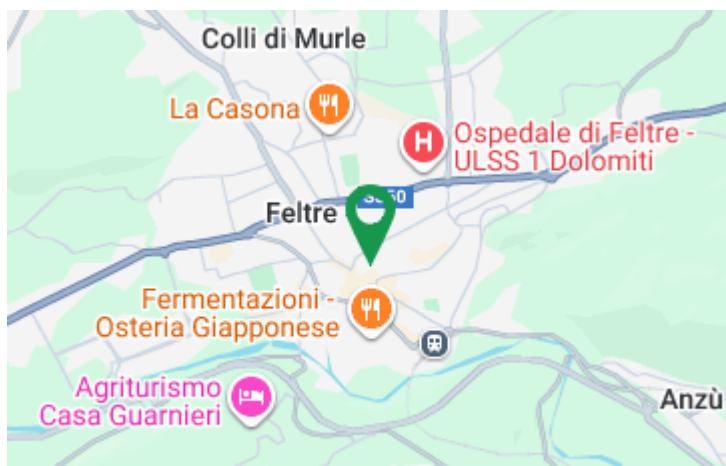 Colli di Murle
La Casona
H
Ospedale di Feltre -
ULSS 1 Dolomiti
Feltre
Fermentazioni -
Osteria Giapponese
Agriturismo
Casa Guarnieri
Anzù